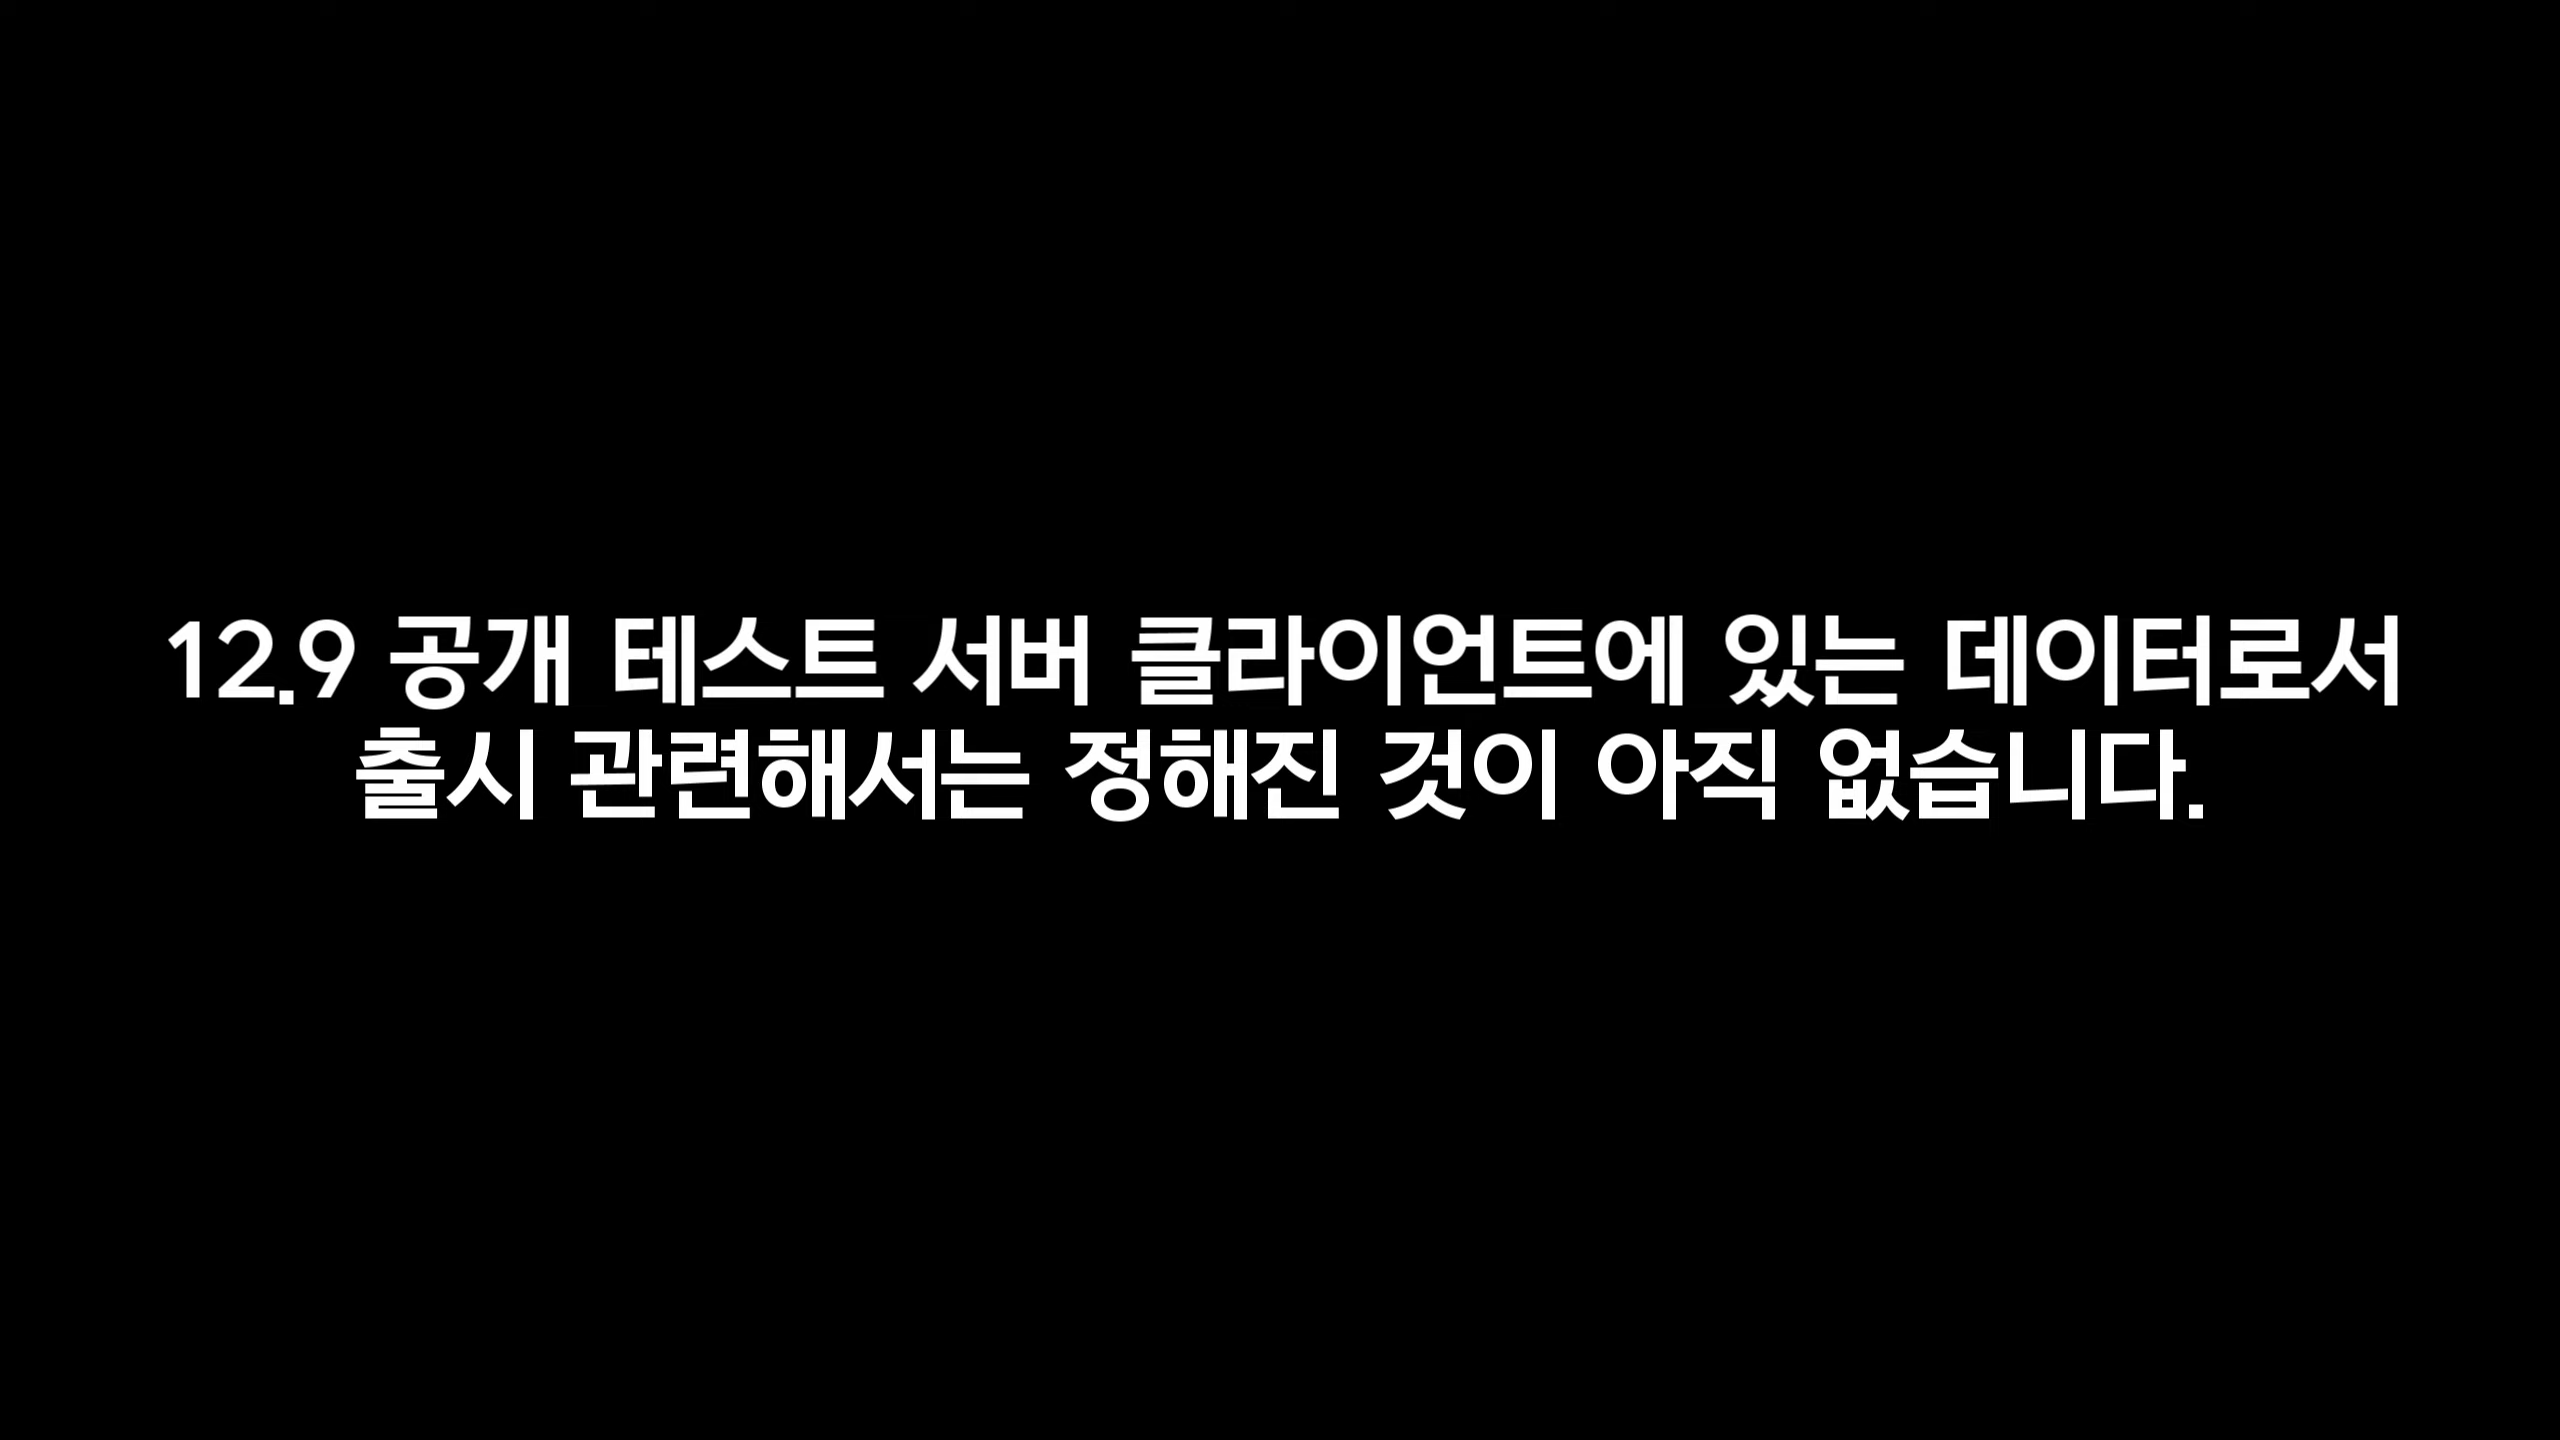 12.9 공개 테스트 서버 클라이언트에 있는 데이터로서
출시 관련해서는 정해진 것이 아직 없습니다.